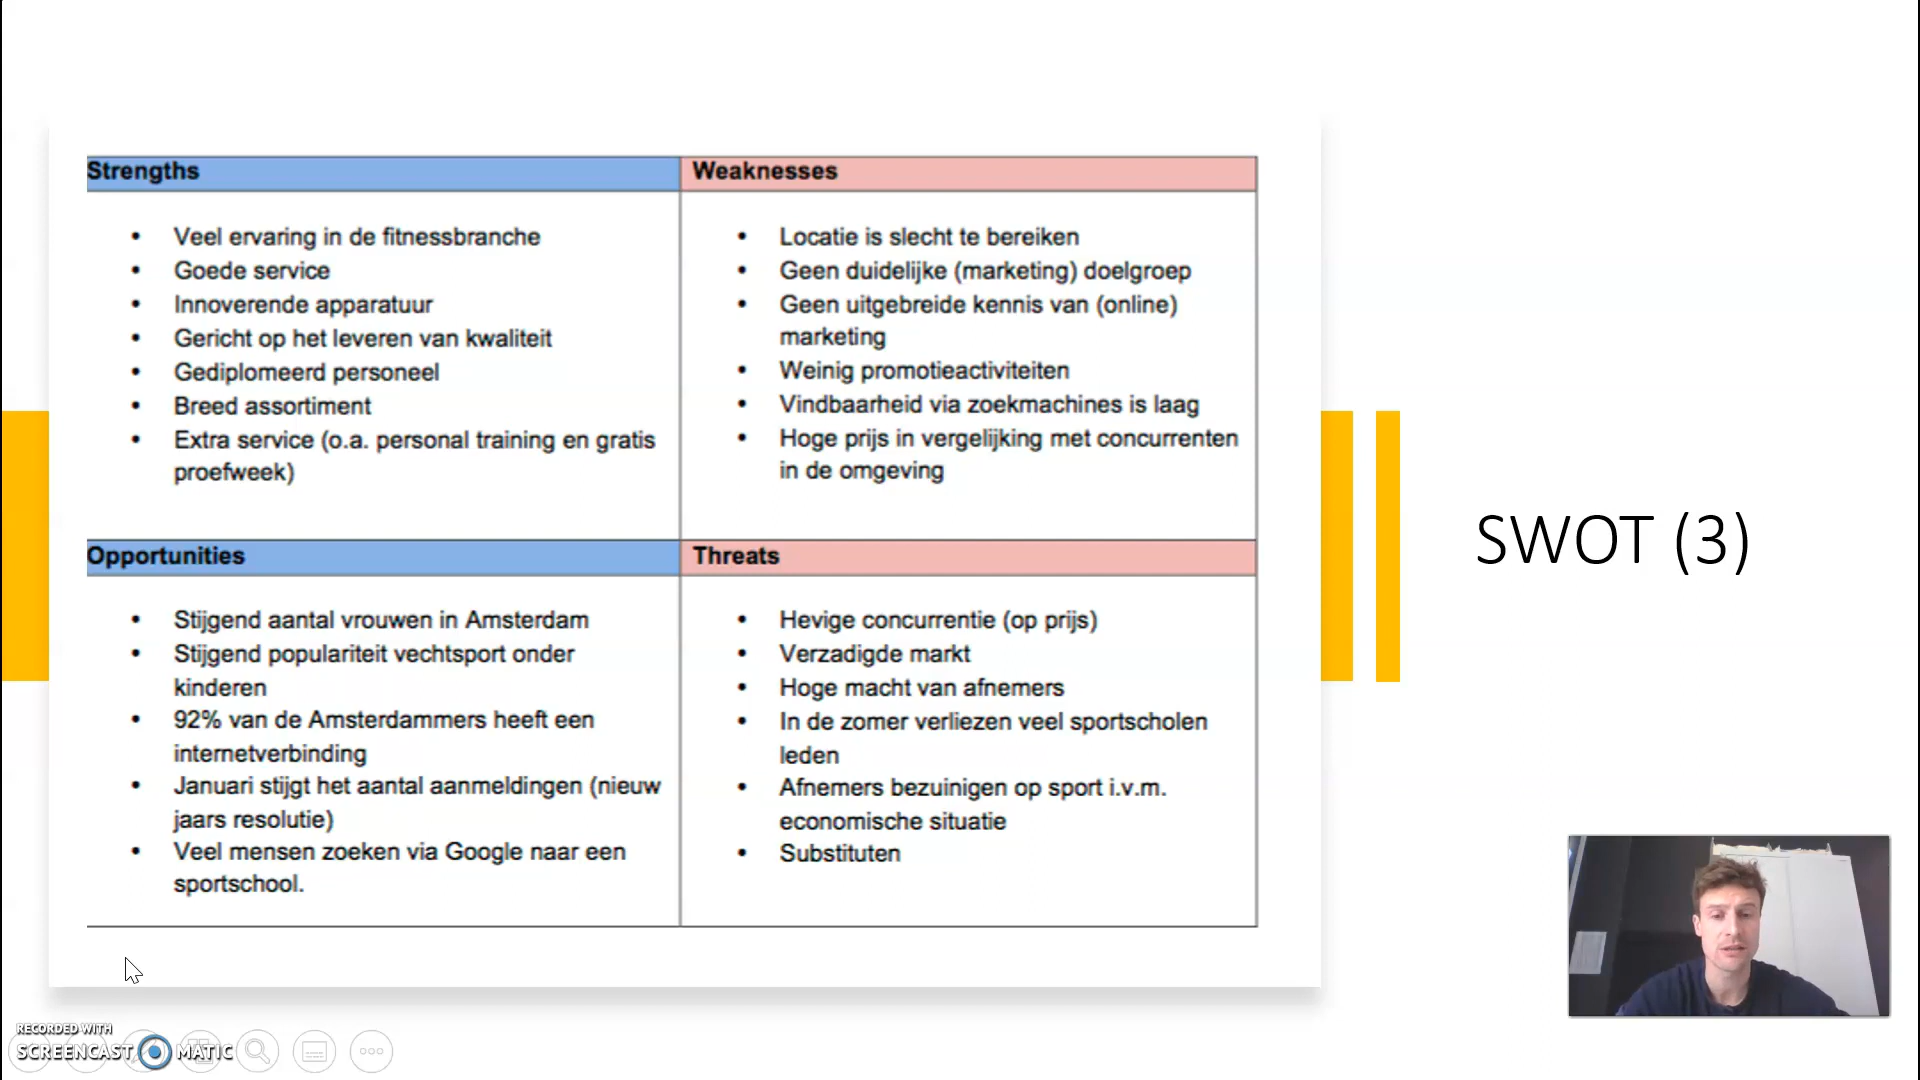 Strengths
• Veel ervaring in de fitnessbranche
• Goede service
• Innoverende apparatuur
• Gericht op het leveren van kwaliteit
• Gediplomeerd personeel
• Breed assortiment
• Extra service (o.a. personal training en gratis
proefweek)
Weaknesses
• Locatie is slecht te bereiken
• Geen duidelijke (marketing) doelgroep
• Geen uitgebreide kennis van (online)
marketing
• Weinig promotieactiviteiten
• Vindbaarheid via zoekmachines is laag
• Hoge prijs in vergelijking met concurrenten
in de omgeving
Opportunities
• Stijgend aantal vrouwen in Amsterdam
• Stijgend populariteit vechtsport onder
kinderen
• 92% van de Amsterdammers heeft een
internetverbinding
• Januari stijgt het aantal aanmeldingen (nieuw
jaars resolutie)
• Veel mensen zoeken via Google naar een
sportschool.
Threats
• Hevige concurrentie (op prijs)
• Verzadigde markt
• Hoge macht van afnemers
• In de zomer verliezen veel sportscholen
leden
• Afnemers bezuinigen op sport i.v.m.
economische situatie
• Substituten
SWOT (3)
RECORDED WITH
SCREENCAST MATIC